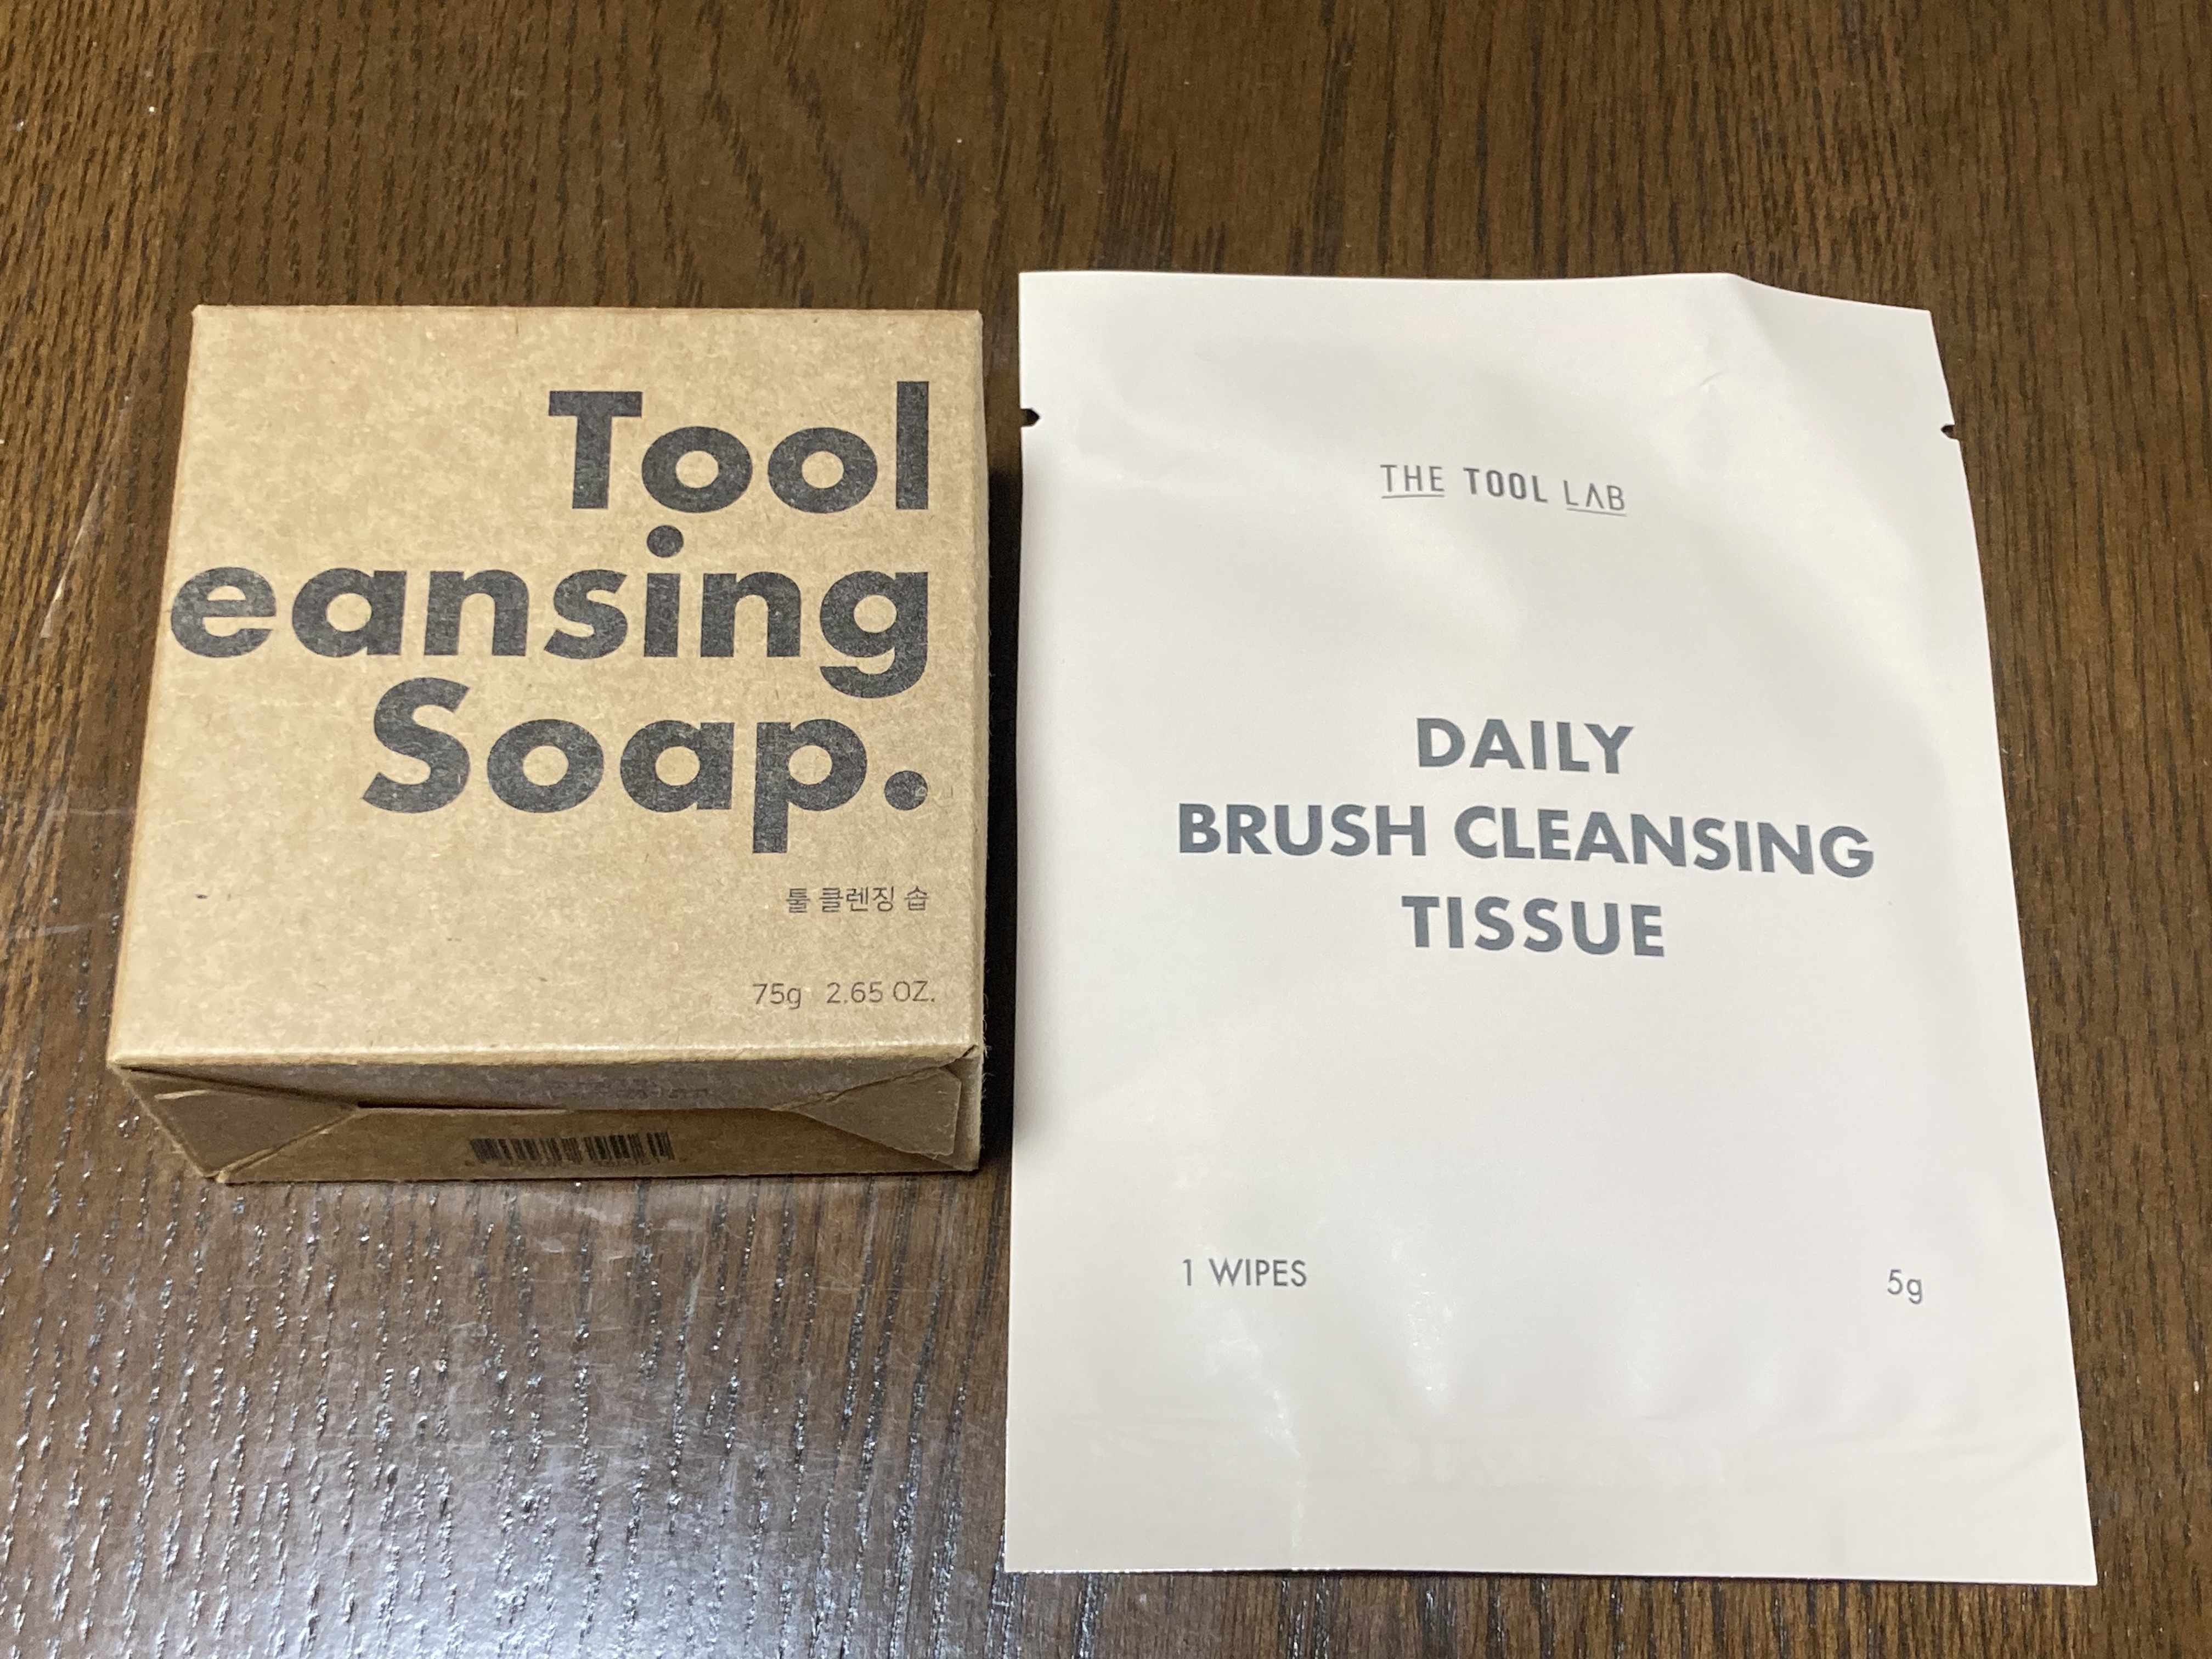 Tool
eansing
Soap.
툴 클렌징 솝
75g 2.65 OZ.
THE TOOL LAB
DAILY
BRUSH CLEANSING
TISSUE
1 WIPES
5g